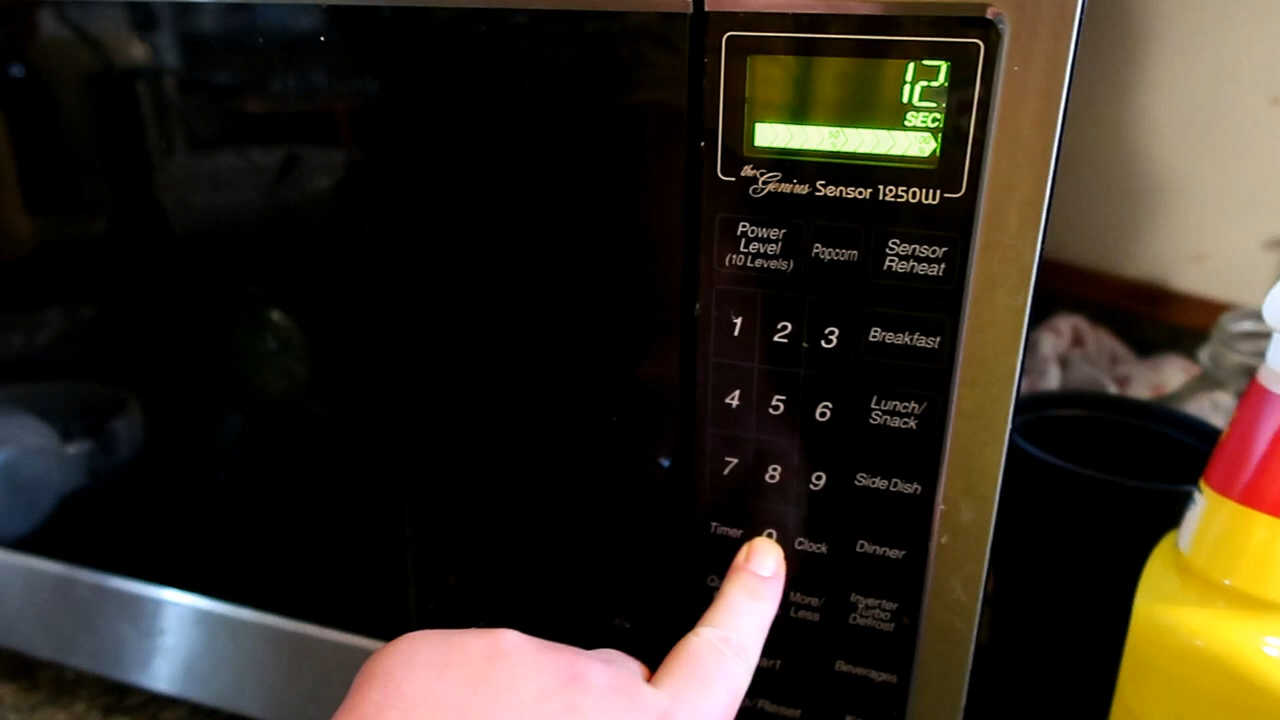 12
SEC
50
100
%
the Genius Sensor 1250W
Power
Level
(10 Levels)
Popcorn
Sensor
Reheat
1 2 3
Breakfast
4 5 6
Lunch/
Snack
7 8 9
Side Dish
Timer
Clock
Dinner
More/
Less
Inverter
Turbo
Defrost
Beverages
/Reset